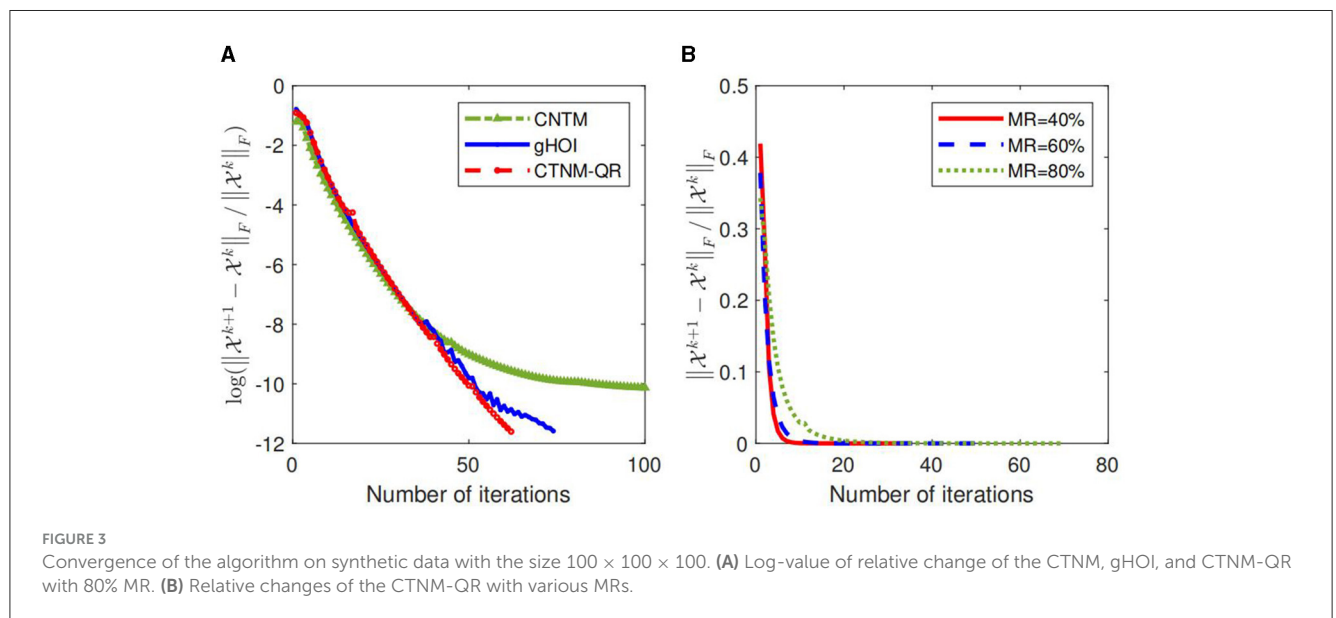 A
B
0
-2
-4
-6
-8
-10
-12
0
50
100
log(||𝒳^{k+1} − 𝒳^k||_F / ||𝒳^k||_F)
Number of iterations
CNTM
gHOI
CTNM-QR
0.5
0.4
0.3
0.2
0.1
0
0
20
40
60
80
||𝒳^{k+1} − 𝒳^k||_F / ||𝒳^k||_F
Number of iterations
MR=40%
MR=60%
MR=80%
FIGURE 3
Convergence of the algorithm on synthetic data with the size 100 × 100 × 100. (A) Log-value of relative change of the CTNM, gHOI, and CTNM-QR
with 80% MR. (B) Relative changes of the CTNM-QR with various MRs.